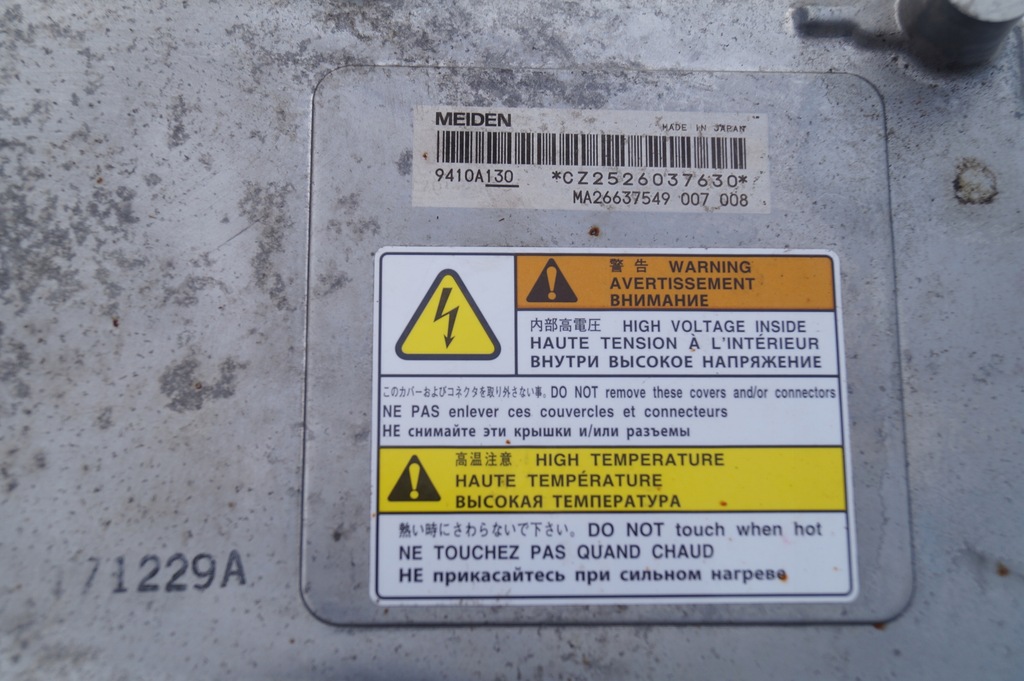 MEIDEN
MADE IN JAPAN
9410A130 *CZ2526037630*
MA26637549 007 008
警告 WARNING
AVERTISSEMENT
ВНИМАНИЕ
内部高電圧 HIGH VOLTAGE INSIDE
HAUTE TENSION À L'INTÉRIEUR
ВНУТРИ ВЫСОКОЕ НАПРЯЖЕНИЕ
このカバーおよびコネクタを取り外さない事。DO NOT remove these covers and/or connectors
NE PAS enlever ces couvercles et connecteurs
НЕ снимайте эти крышки и/или разъемы
高温注意 HIGH TEMPERATURE
HAUTE TEMPÉRATURE
ВЫСОКАЯ ТЕМПЕРАТУРА
熱い時にさわらないで下さい。DO NOT touch when hot
NE TOUCHEZ PAS QUAND CHAUD
НЕ прикасайтесь при сильном нагреве
71229A